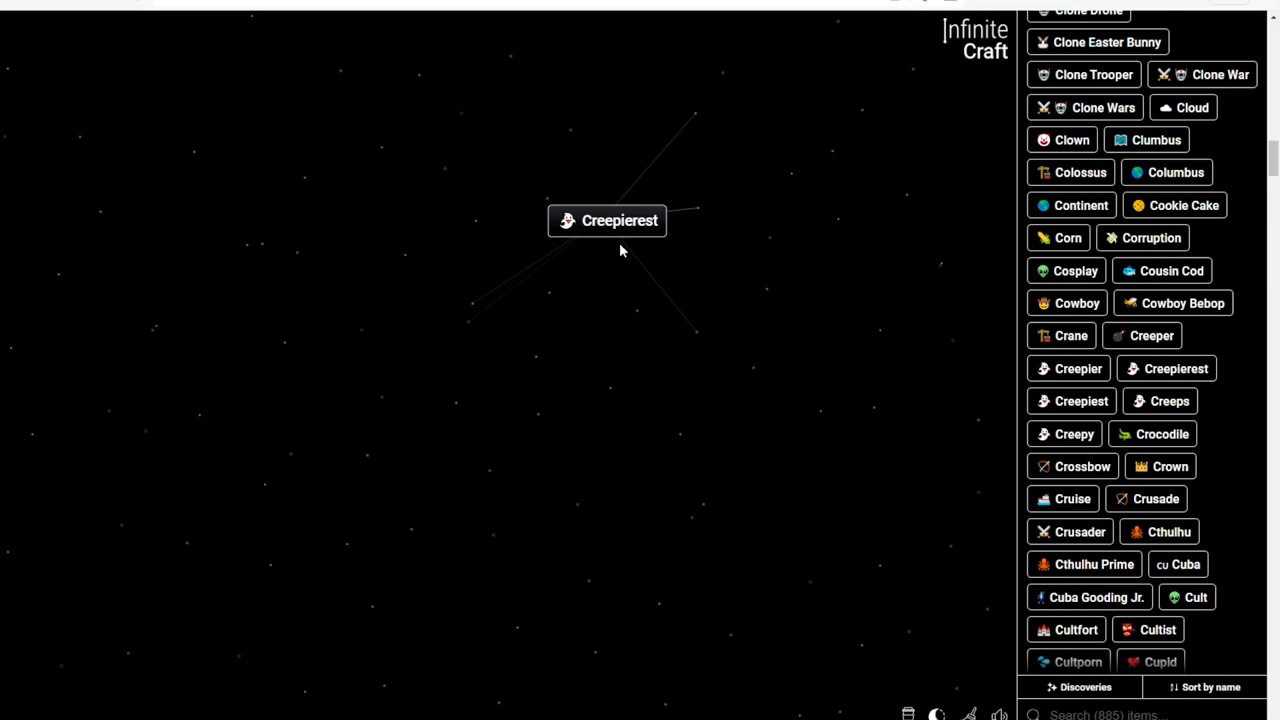 Infinite
Craft
Creepierest
Clone Drone
Clone Easter Bunny
Clone Trooper Clone War
Clone Wars Cloud
Clown Clumbus
Colossus Columbus
Continent Cookie Cake
Corn Corruption
Cosplay Cousin Cod
Cowboy Cowboy Bebop
Crane Creeper
Creepier Creepierest
Creepiest Creeps
Creepy Crocodile
Crossbow Crown
Cruise Crusade
Crusader Cthulhu
Cthulhu Prime CU Cuba
Cuba Gooding Jr. Cult
Cultfort Cultist
Cultporn Cupid
Discoveries Sort by name
Search (885) items...